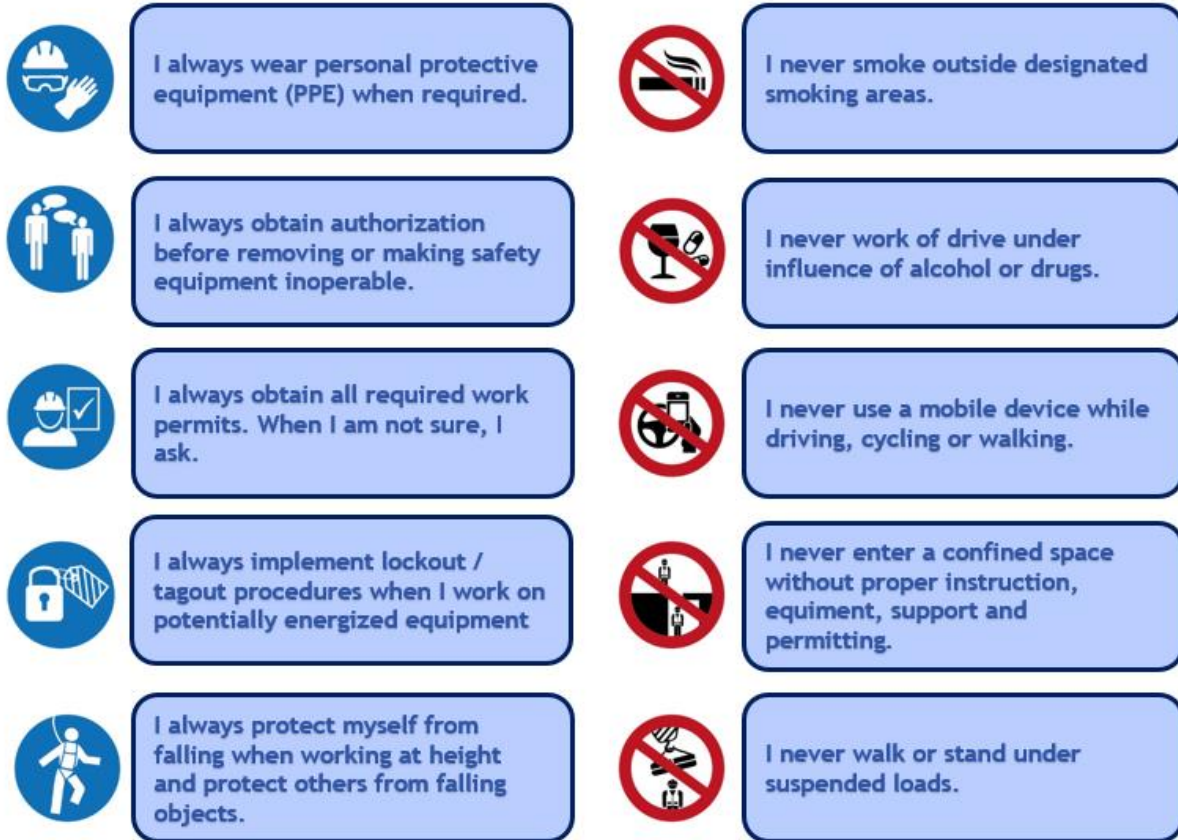 I always wear personal protective
equipment (PPE) when required.
I never smoke outside designated
smoking areas.
I always obtain authorization
before removing or making safety
equipment inoperable.
I never work of drive under
influence of alcohol or drugs.
I always obtain all required work
permits. When I am not sure, I
ask.
I never use a mobile device while
driving, cycling or walking.
I always implement lockout /
tagout procedures when I work on
potentially energized equipment
I never enter a confined space
without proper instruction,
equiment, support and
permitting.
I always protect myself from
falling when working at height
and protect others from falling
objects.
I never walk or stand under
suspended loads.